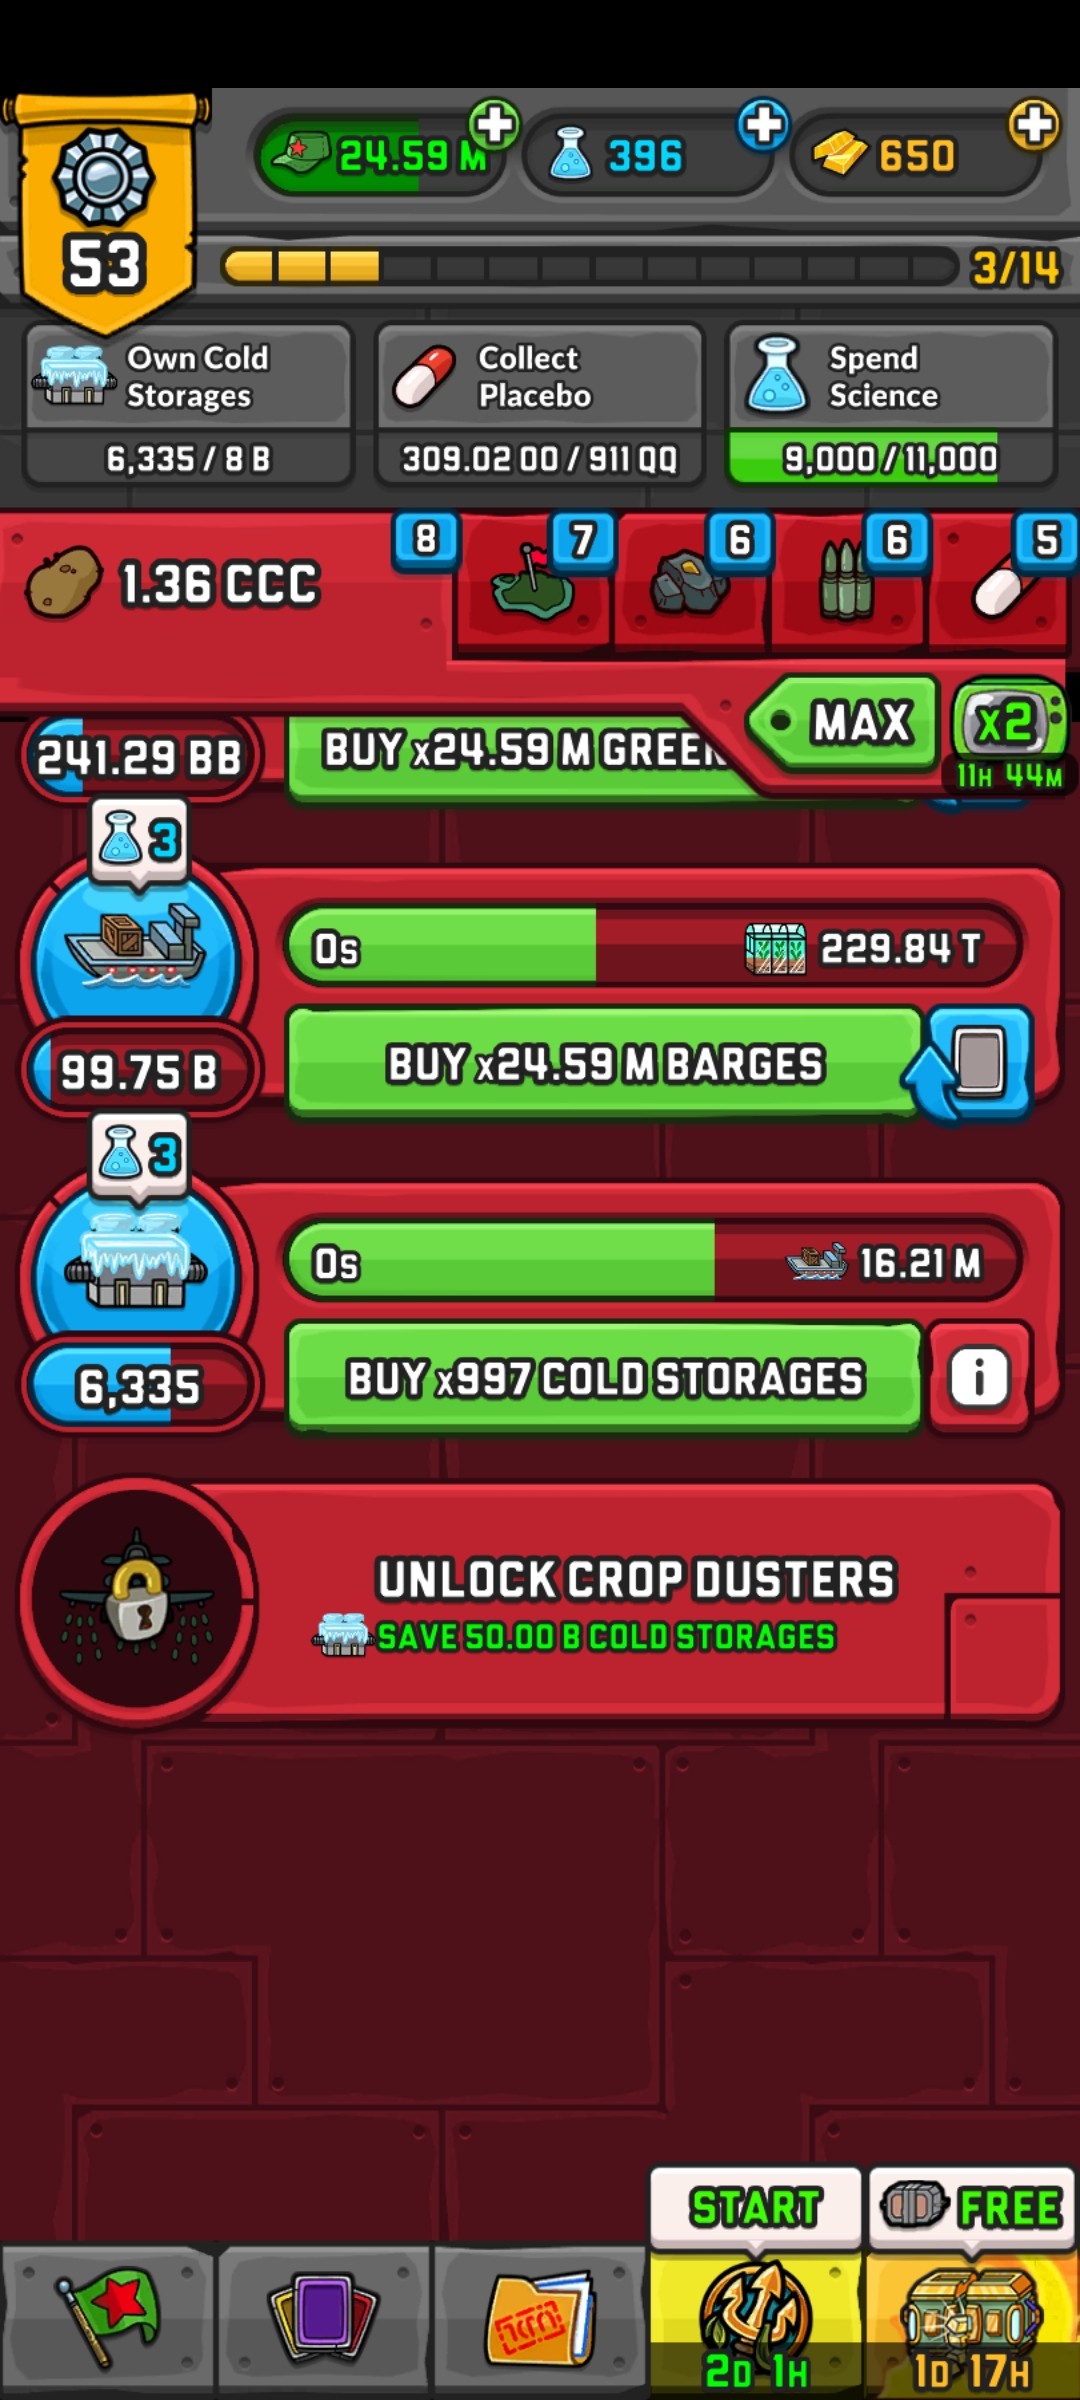 24.59 M
396
650
53
3/14
Own Cold
Storages
6,335 / 8 B
Collect
Placebo
309.02 OO / 911 QQ
Spend
Science
9,000 / 11,000
1.36 CCC
8
7
6
6
5
MAX
x2
11H 44M
241.29 BB
BUY x24.59 M GREEN
3
0s
229.84 T
99.75 B
BUY x24.59 M BARGES
3
0s
16.21 M
6,335
BUY x997 COLD STORAGES
i
UNLOCK CROP DUSTERS
SAVE 50.00 B COLD STORAGES
START
FREE
2D 1H
1D 17H